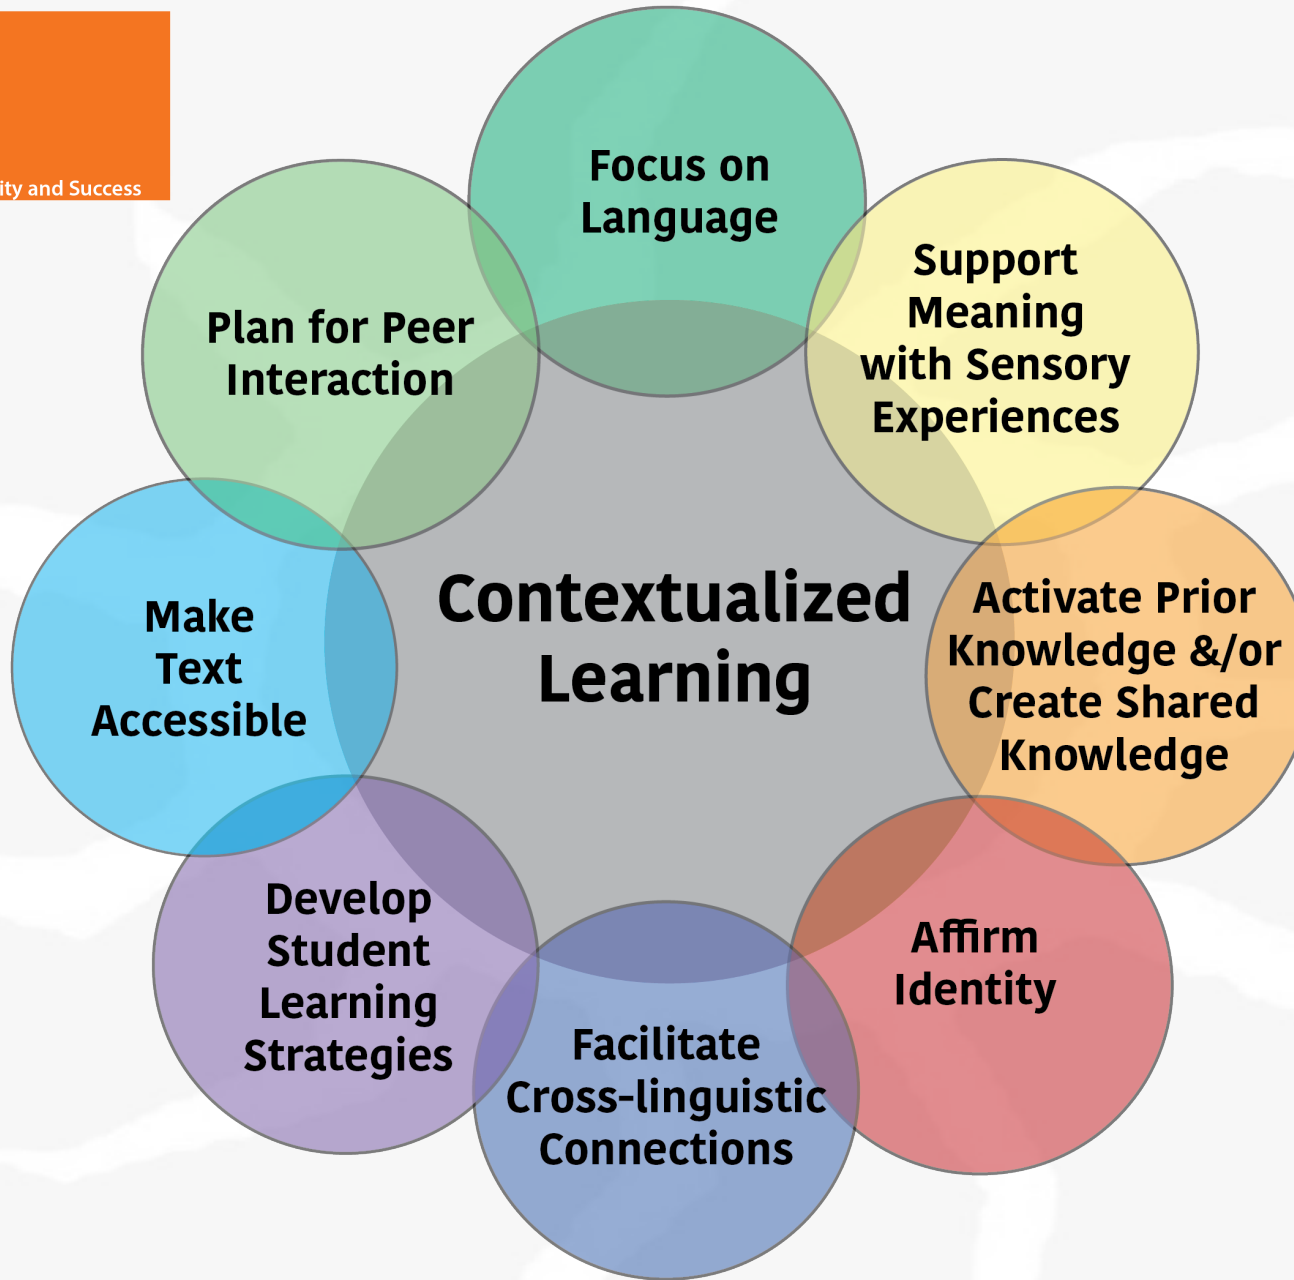 ity and Success
Focus on
Language
Support
Meaning
with Sensory
Experiences
Plan for Peer
Interaction
Contextualized
Learning
Activate Prior
Knowledge &/or
Create Shared
Knowledge
Make
Text
Accessible
Affirm
Identity
Develop
Student
Learning
Strategies
Facilitate
Cross-linguistic
Connections